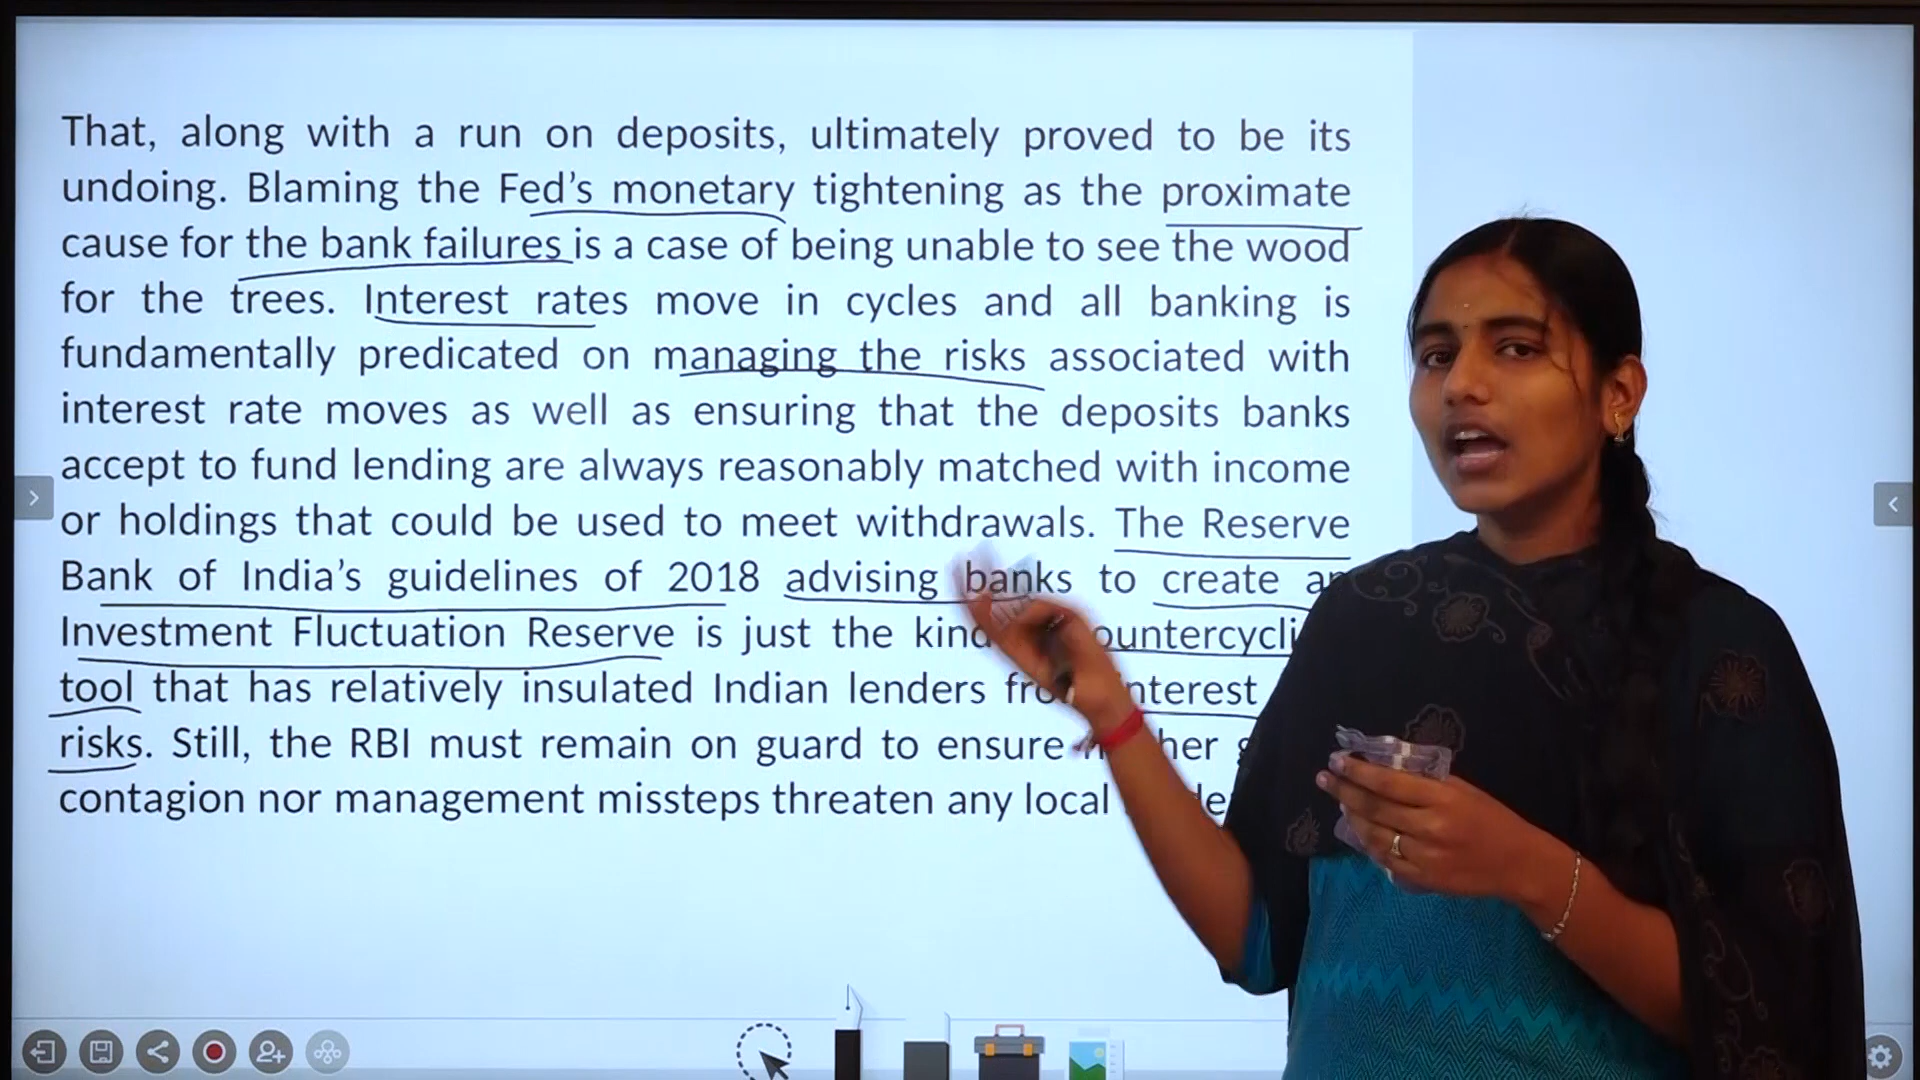 That, along with a run on deposits, ultimately proved to be its
undoing. Blaming the Fed's monetary tightening as the proximate
cause for the bank failures is a case of being unable to see the wood
for the trees. Interest rates move in cycles and all banking is
fundamentally predicated on managing the risks associated with
interest rate moves as well as ensuring that the deposits banks
accept to fund lending are always reasonably matched with income
or holdings that could be used to meet withdrawals. The Reserve
Bank of India's guidelines of 2018 advising banks to create
Investment Fluctuation Reserve is just the
tool that has relatively insulated Indian lenders
risks. Still, the RBI must remain on guard to ensure
contagion nor management missteps threaten any local